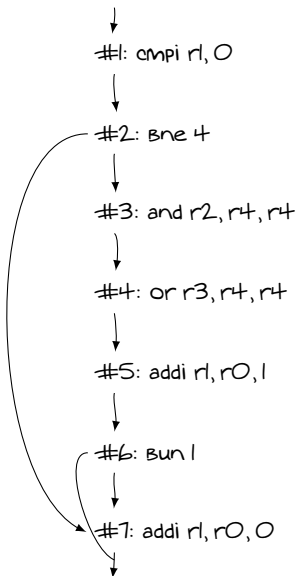 #1: cmpi r1, 0
#2: Bne 4
#3: and r2, r4, r4
#4: or r3, r4, r4
#5: addi r1, r0, 1
#6: Bun 1
#7: addi r1, r0, 0